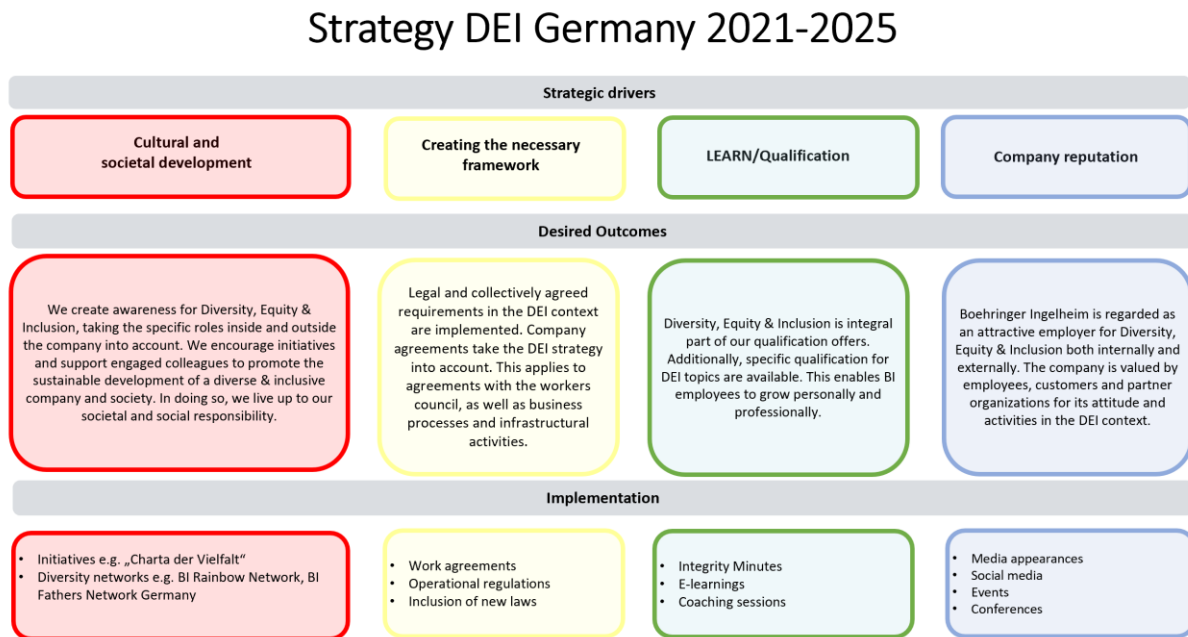 Strategy DEI Germany 2021-2025
Strategic drivers
Cultural and
societal development
Creating the necessary
framework
LEARN/Qualification
Company reputation
Desired Outcomes
We create awareness for Diversity, Equity &
Inclusion, taking the specific roles inside and outside
the company into account. We encourage initiatives
and support engaged colleagues to promote the
sustainable development of a diverse & inclusive
company and society. In doing so, we live up to our
societal and social responsibility.
Legal and collectively agreed
requirements in the DEI context
are implemented. Company
agreements take the DEI strategy
into account. This applies to
agreements with the workers
council, as well as business
processes and infrastructural
activities.
Diversity, Equity & Inclusion is integral
part of our qualification offers.
Additionally, specific qualification for
DEI topics are available. This enables BI
employees to grow personally and
professionally.
Boehringer Ingelheim is regarded as
an attractive employer for Diversity,
Equity & Inclusion both internally and
externally. The company is valued by
employees, customers and partner
organizations for its attitude and
activities in the DEI context.
Implementation
• Initiatives e.g. „Charta der Vielfalt“
• Diversity networks e.g. BI Rainbow Network, BI
Fathers Network Germany
• Work agreements
• Operational regulations
• Inclusion of new laws
• Integrity Minutes
• E-learnings
• Coaching sessions
• Media appearances
• Social media
• Events
• Conferences